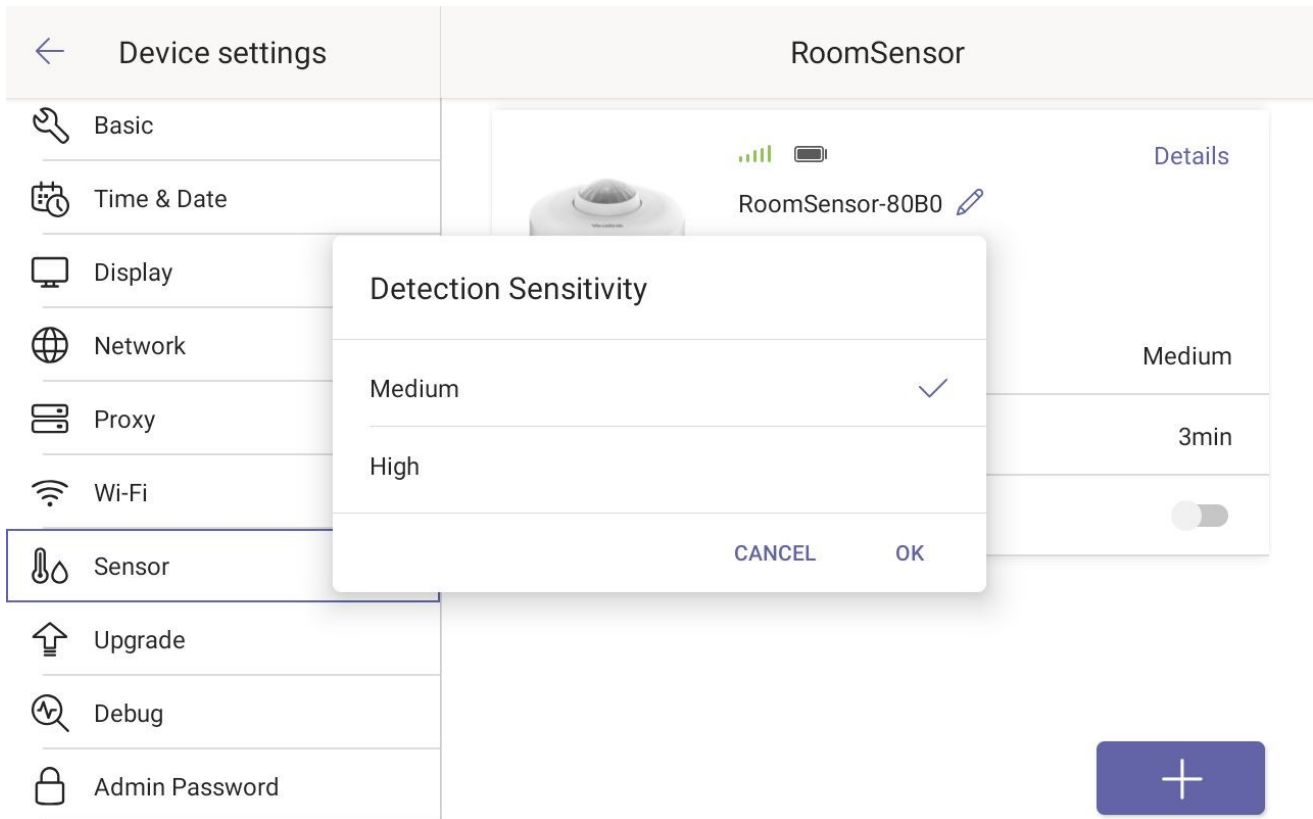 Device settings
RoomSensor
Basic
Time & Date
Display
Network
Proxy
Wi-Fi
Sensor
Upgrade
Debug
Admin Password
Details
RoomSensor-80B0
Medium
3min
Detection Sensitivity
Medium
High
CANCEL
OK